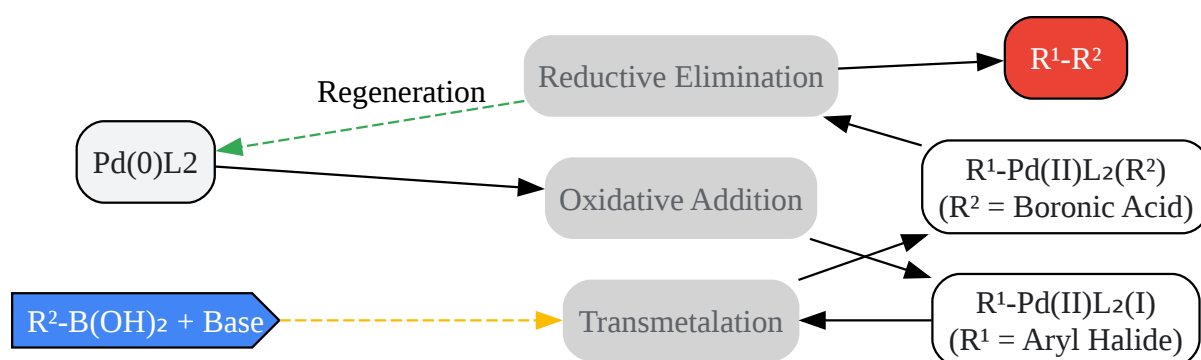 Reductive Elimination
R¹-R²
Regeneration
Pd(0)L2
Oxidative Addition
R¹-Pd(II)L₂(R²)
(R² = Boronic Acid)
R²-B(OH)₂ + Base
Transmetalation
R¹-Pd(II)L₂(I)
(R¹ = Aryl Halide)